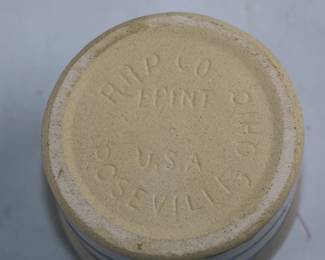 R.R.P. CO.
1 PINT
U.S.A
ROSEVILLE, OHIO